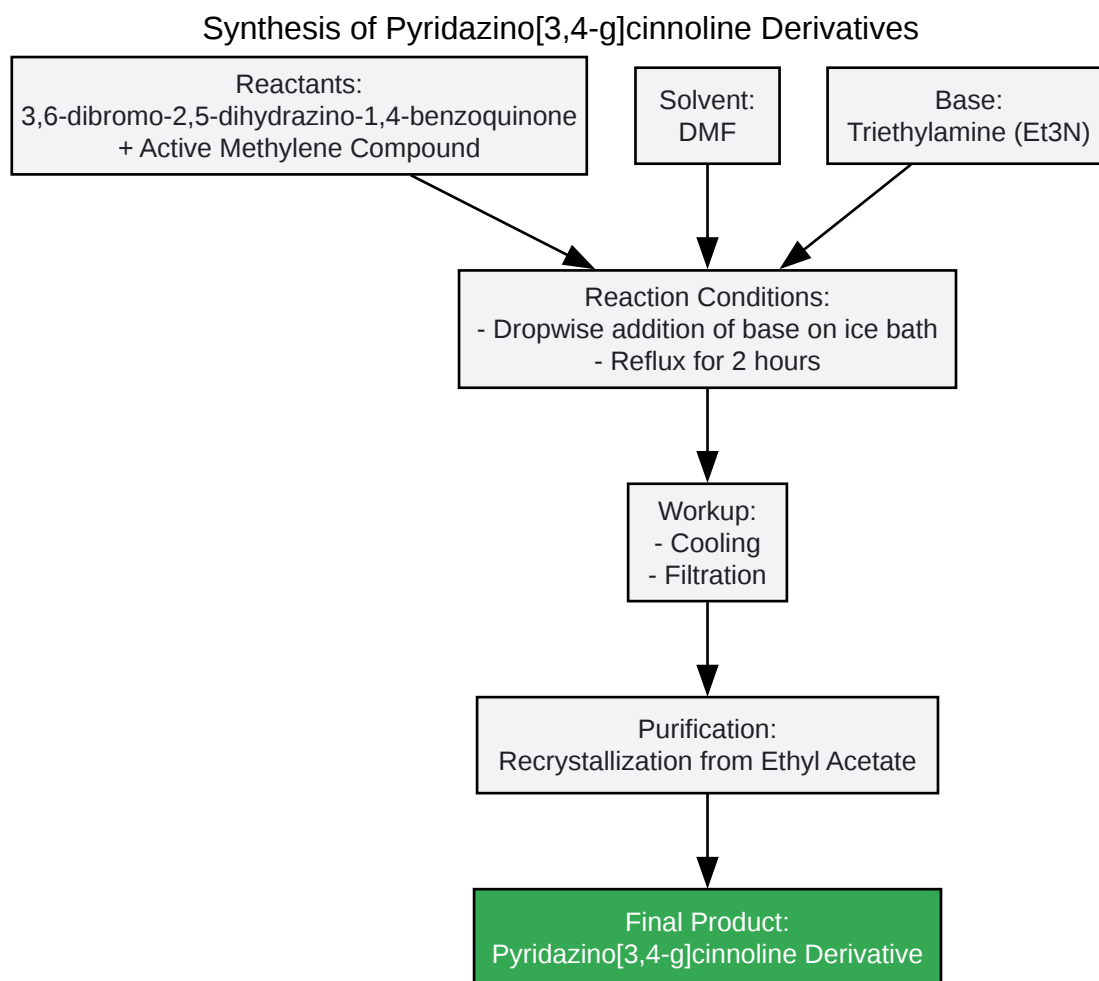 Synthesis of Pyridazino[3,4-g]cinnoline Derivatives
Reactants:
3,6-dibromo-2,5-dihydrazino-1,4-benzoquinone
+ Active Methylene Compound
Solvent:
DMF
Base:
Triethylamine (Et3N)
Reaction Conditions:
- Dropwise addition of base on ice bath
- Reflux for 2 hours
Workup:
- Cooling
- Filtration
Purification:
Recrystallization from Ethyl Acetate
Final Product:
Pyridazino[3,4-g]cinnoline Derivative